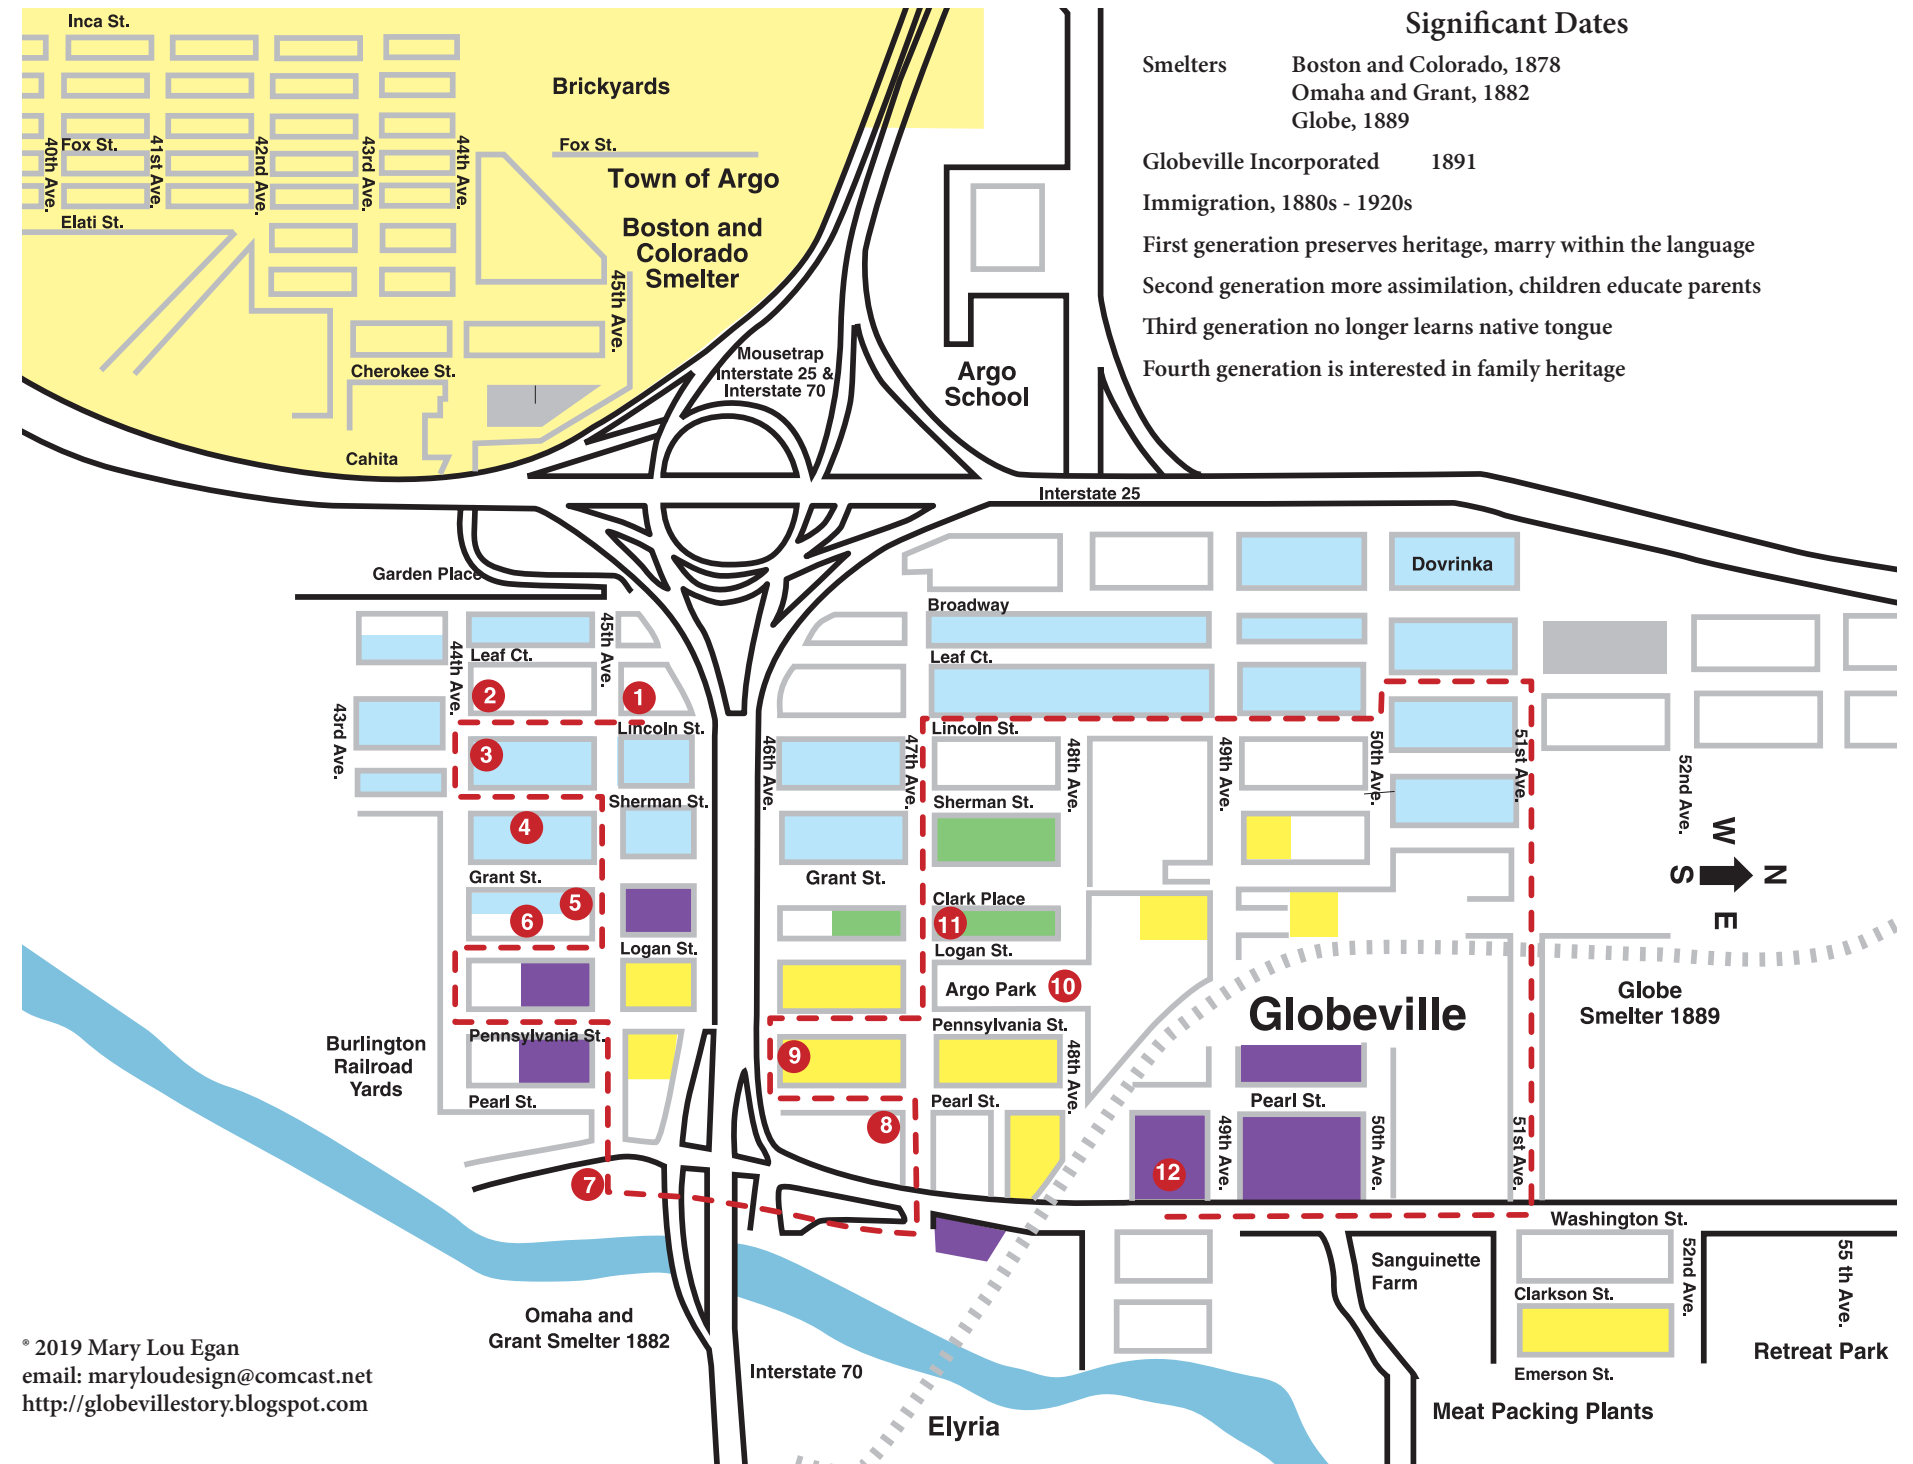 Significant Dates
Smelters Boston and Colorado, 1878
Omaha and Grant, 1882
Globe, 1889
Globeville Incorporated 1891
Immigration, 1880s - 1920s
First generation preserves heritage, marry within the language
Second generation more assimilation, children educate parents
Third generation no longer learns native tongue
Fourth generation is interested in family heritage
Inca St.
Brickyards
Fox St.
Fox St.
40th Ave.
41st Ave.
42nd Ave.
43rd Ave.
44th Ave.
Town of Argo
Elati St.
Boston and
Colorado
Smelter
45th Ave.
Cherokee St.
Cahita
Mousetrap
Interstate 25 &
Interstate 70
Argo
School
Interstate 25
Garden Place
Dovrinka
Broadway
44th Ave.
45th Ave.
Leaf Ct.
Leaf Ct.
2
1
43rd Ave.
Lincoln St.
Lincoln St.
3
46th Ave.
47th Ave.
48th Ave.
49th Ave.
50th Ave.
51st Ave.
52nd Ave.
Sherman St.
Sherman St.
4
W
S
N
E
Grant St.
Grant St.
5
6
Clark Place
11
Logan St.
Logan St.
Argo Park
10
Globeville
Globe
Smelter 1889
Pennsylvania St.
Pennsylvania St.
Burlington
Railroad
Yards
9
48th Ave.
Pearl St.
Pearl St.
Pearl St.
8
49th Ave.
50th Ave.
51st Ave.
7
12
Washington St.
Sanguinette
Farm
52nd Ave.
55 th Ave.
Clarkson St.
Omaha and
Grant Smelter 1882
Interstate 70
Emerson St.
Retreat Park
Elyria
Meat Packing Plants
® 2019 Mary Lou Egan
email: maryloudesign@comcast.net
http://globevillestory.blogspot.com